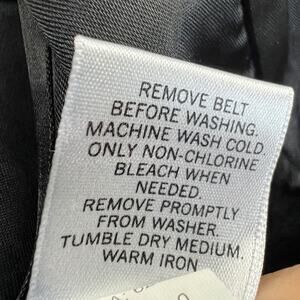 REMOVE BELT
BEFORE WASHING.
MACHINE WASH COLD.
ONLY NON-CHLORINE
BLEACH WHEN
NEEDED.
REMOVE PROMPTLY
FROM WASHER.
TUMBLE DRY MEDIUM.
WARM IRON